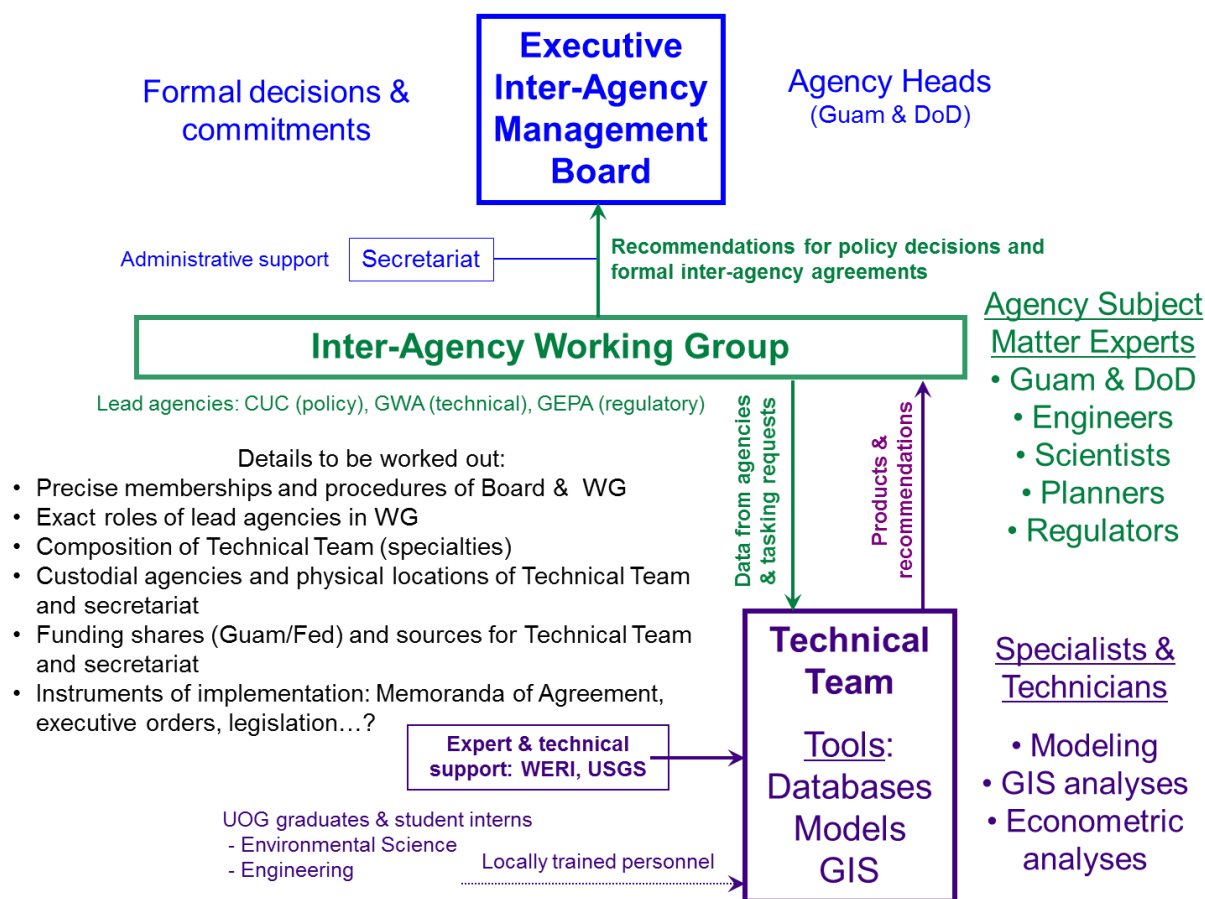 Executive
Inter-Agency
Management
Board
Formal decisions &
commitments
Agency Heads
(Guam & DoD)
Administrative support
Secretariat
Recommendations for policy decisions and
formal inter-agency agreements
Inter-Agency Working Group
Lead agencies: CUC (policy), GWA (technical), GEPA (regulatory)
Agency Subject
Matter Experts
• Guam & DoD
• Engineers
• Scientists
• Planners
• Regulators
Details to be worked out:
• Precise memberships and procedures of Board & WG
• Exact roles of lead agencies in WG
• Composition of Technical Team (specialties)
• Custodial agencies and physical locations of Technical Team
and secretariat
• Funding shares (Guam/Fed) and sources for Technical Team
and secretariat
• Instruments of implementation: Memoranda of Agreement,
executive orders, legislation…?
Data from agencies
& tasking requests
Products &
recommendations
Technical
Team
Tools:
Databases
Models
GIS
Specialists &
Technicians
• Modeling
• GIS analyses
• Econometric
analyses
Expert & technical
support: WERI, USGS
UOG graduates & student interns
- Environmental Science
- Engineering
Locally trained personnel